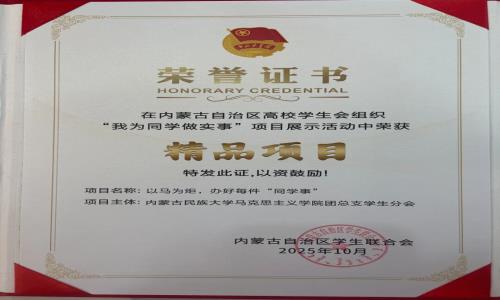 荣誉证书
HONORARY CREDENTIAL
在内蒙古自治区高校学生会组织
“我为同学做实事”项目展示活动中荣获
精品项目
特发此证,以资鼓励!
项目名称:以马为炬,办好每件“同学事”
项目主体:内蒙古民族大学马克思主义学院团总支学生分会
内蒙古自治区学生联合会
2025年10月